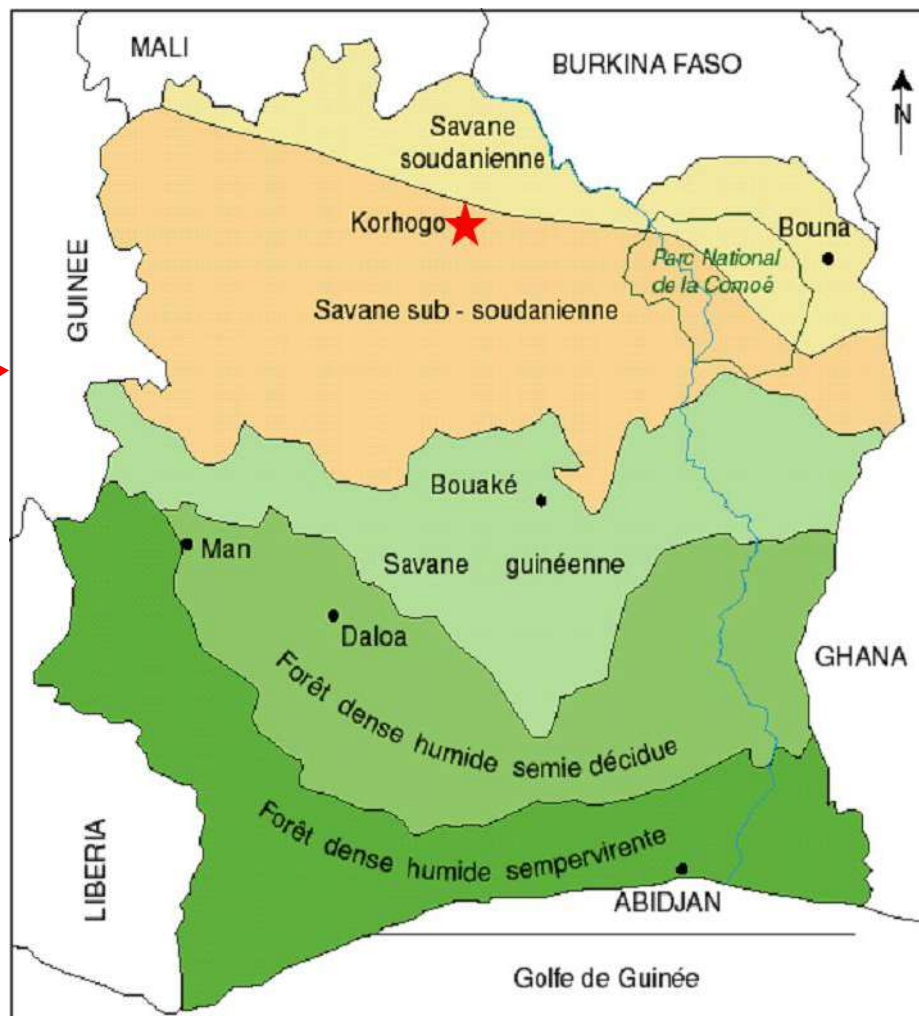 MALI
BURKINA FASO
N
Savane
soudanienne
Korhogo
Bouna
Parc National
de la Comoê
GUINEE
Savane sub - soudanienne
Bouaké
Man
Savane guinéenne
Daloa
GHANA
Forêt dense humide semie décidue
Forêt dense humide sempervirente
LIBERIA
ABIDJAN
Golfe de Guinée